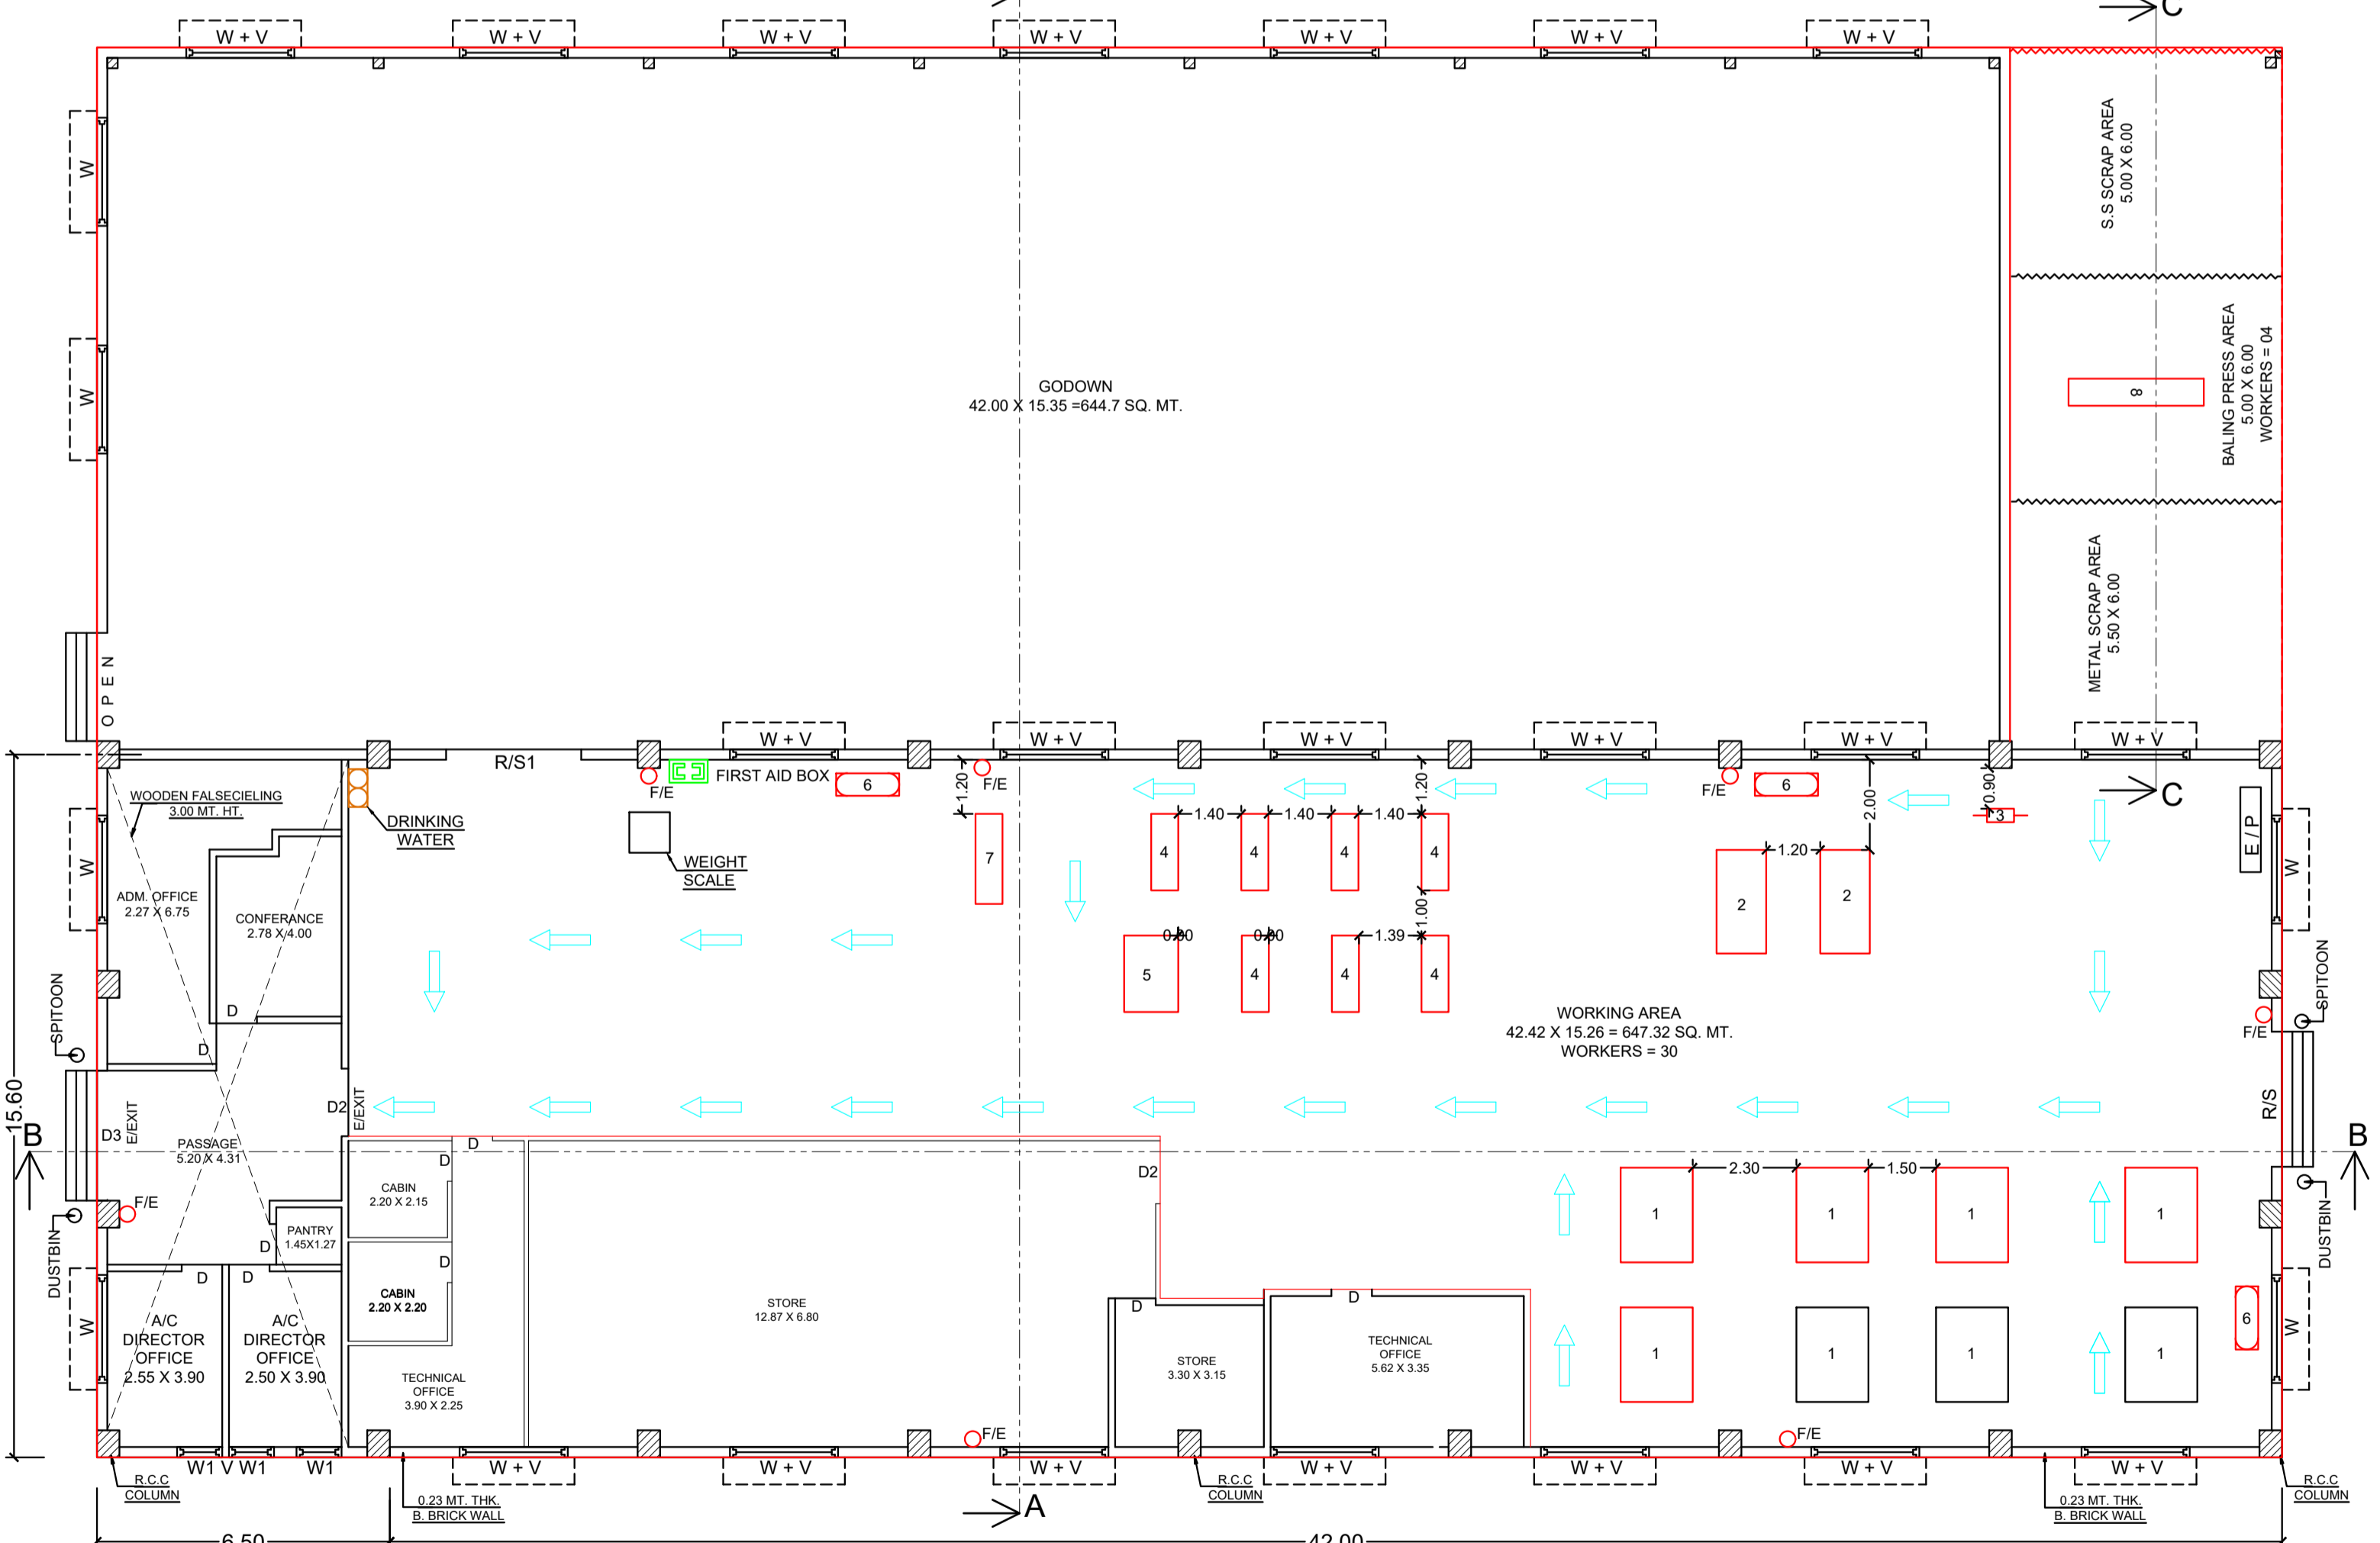 C
W + V
W + V
W + V
W + V
W + V
W + V
W + V
W
W
GODOWN
42.00 X 15.35 =644.7 SQ. MT.
S.S SCRAP AREA
5.00 X 6.00
BALING PRESS AREA
5.00 X 6.00
WORKERS = 04
8
METAL SCRAP AREA
5.50 X 6.00
O P E N
W + V
W + V
W + V
W + V
W + V
W + V
R/S1
F/E
FIRST AID BOX
6
F/E
1.20
1.20
F/E
6
2.00
0.90
3
C
WOODEN FALSECIELING
3.00 MT. HT.
DRINKING
WATER
WEIGHT
SCALE
7
1.40
1.40
1.40
4
4
4
4
1.20
2
2
E / P
W
W
ADM. OFFICE
2.27 X 6.75
CONFERANCE
2.78 X 4.00
D
D
1.00
1.39
5
4
4
4
WORKING AREA
42.42 X 15.26 = 647.32 SQ. MT.
WORKERS = 30
SPITOON
SPITOON
F/E
15.60
B
D3
E/EXIT
D2
E/EXIT
PASSAGE
5.20 X 4.31
R/S
B
D
D
CABIN
2.20 X 2.15
D2
2.30
1.50
F/E
DUSTBIN
DUSTBIN
PANTRY
1.45X1.27
D
1
1
1
1
D
D
D
CABIN
2.20 X 2.20
STORE
12.87 X 6.80
D
D
A/C
DIRECTOR
OFFICE
2.55 X 3.90
A/C
DIRECTOR
OFFICE
2.50 X 3.90
W
TECHNICAL
OFFICE
3.90 X 2.25
STORE
3.30 X 3.15
TECHNICAL
OFFICE
5.62 X 3.35
1
1
1
1
6
W
F/E
F/E
W1 V W1
W1
W + V
W + V
W + V
W + V
W + V
W + V
W + V
R.C.C
COLUMN
0.23 MT. THK.
B. BRICK WALL
A
R.C.C
COLUMN
0.23 MT. THK.
B. BRICK WALL
R.C.C
COLUMN
6.50
42.00